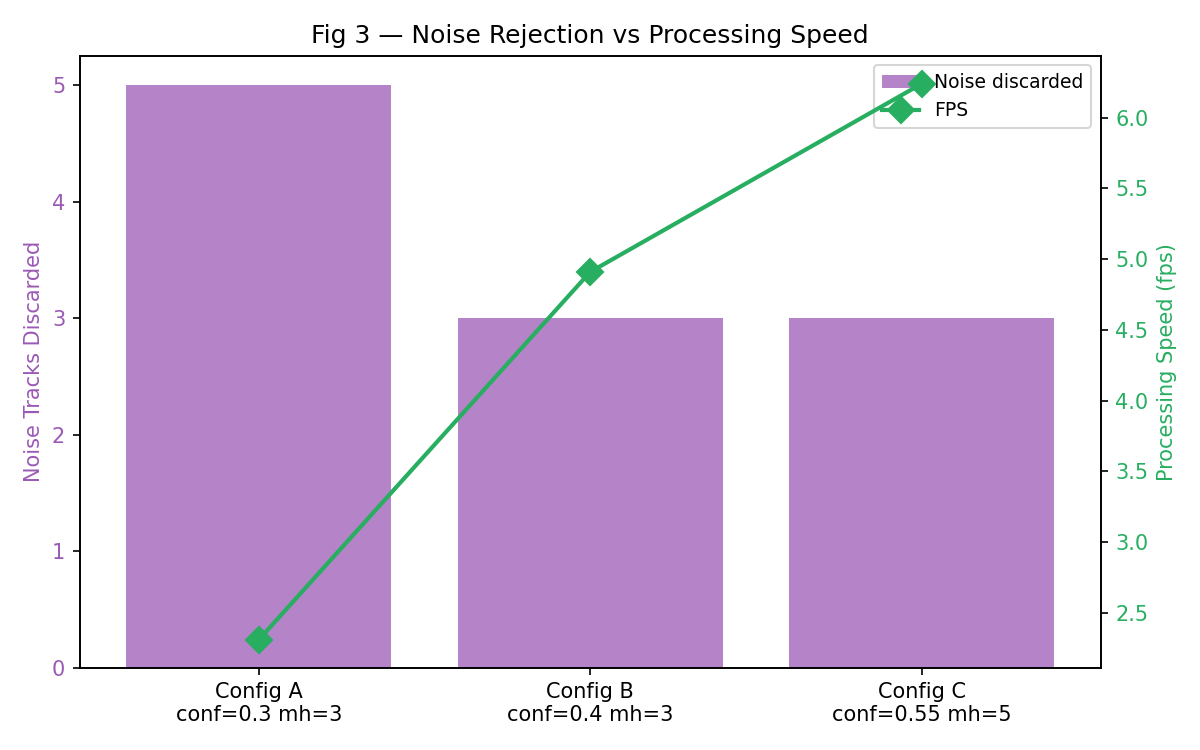 Fig 3 — Noise Rejection vs Processing Speed
Noise discarded
FPS
Noise Tracks Discarded
5
4
3
2
1
0
6.0
5.5
5.0
4.5
4.0
3.5
3.0
2.5
Processing Speed (fps)
Config A
conf=0.3 mh=3
Config B
conf=0.4 mh=3
Config C
conf=0.55 mh=5